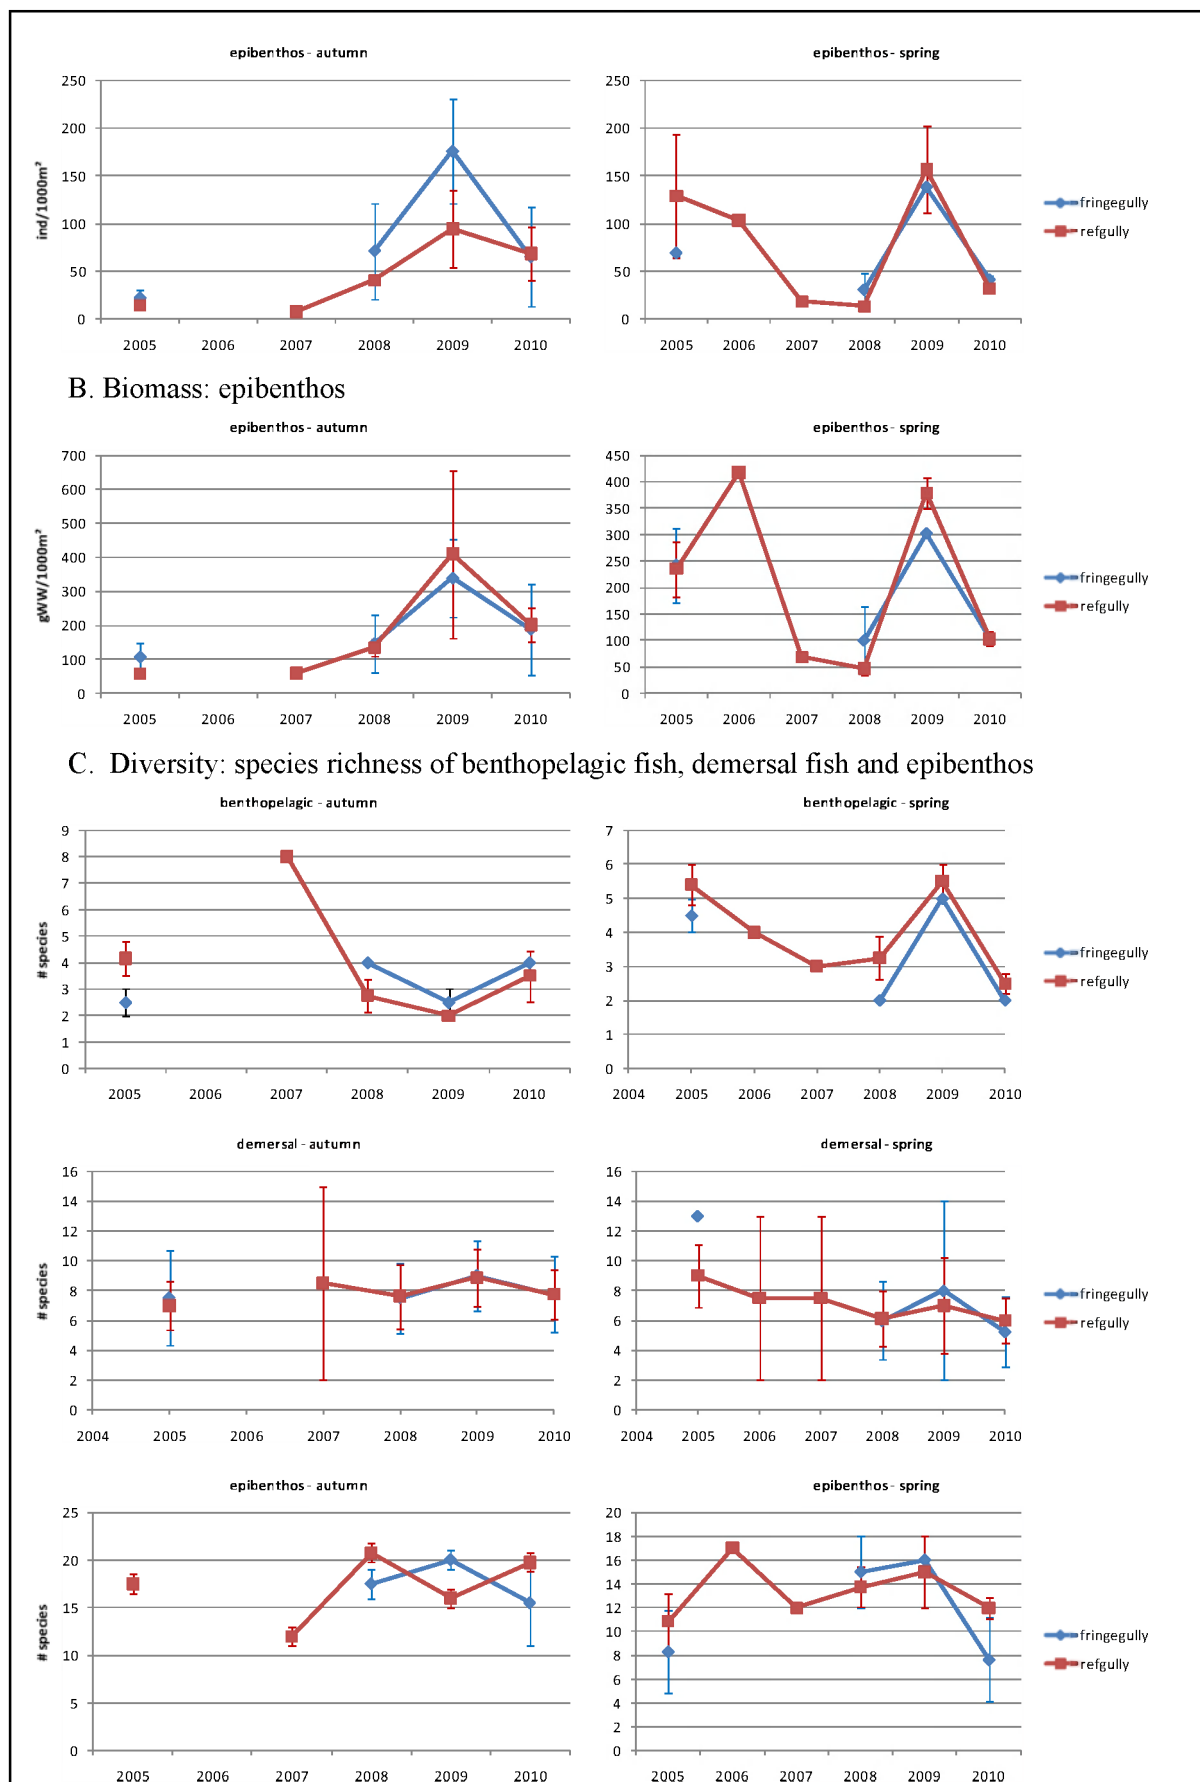 epibenthos - autumn
epibenthos - spring
250
200
150
100
50
0
ind/1000m²
2005 2006 2007 2008 2009 2010
250
200
150
100
50
0
2005 2006 2007 2008 2009 2010
fringegully
refgully
B. Biomass: epibenthos
epibenthos - autumn
epibenthos - spring
700
600
500
400
300
200
100
0
gWW/1000m²
2005 2006 2007 2008 2009 2010
450
400
350
300
250
200
150
100
50
0
2005 2006 2007 2008 2009 2010
fringegully
refgully
C. Diversity: species richness of benthopelagic fish, demersal fish and epibenthos
benthopelagic - autumn
benthopelagic - spring
9
8
7
6
5
4
3
2
1
0
#species
2005 2006 2007 2008 2009 2010
7
6
5
4
3
2
1
0
2004 2005 2006 2007 2008 2009 2010
fringegully
refgully
demersal - autumn
demersal - spring
16
14
12
10
8
6
4
2
0
#species
2004 2005 2006 2007 2008 2009 2010
16
14
12
10
8
6
4
2
0
2004 2005 2006 2007 2008 2009 2010
fringegully
refgully
epibenthos - autumn
epibenthos - spring
25
20
15
10
5
0
#species
2005 2006 2007 2008 2009 2010
20
18
16
14
12
10
8
6
4
2
0
2005 2006 2007 2008 2009 2010
fringegully
refgully